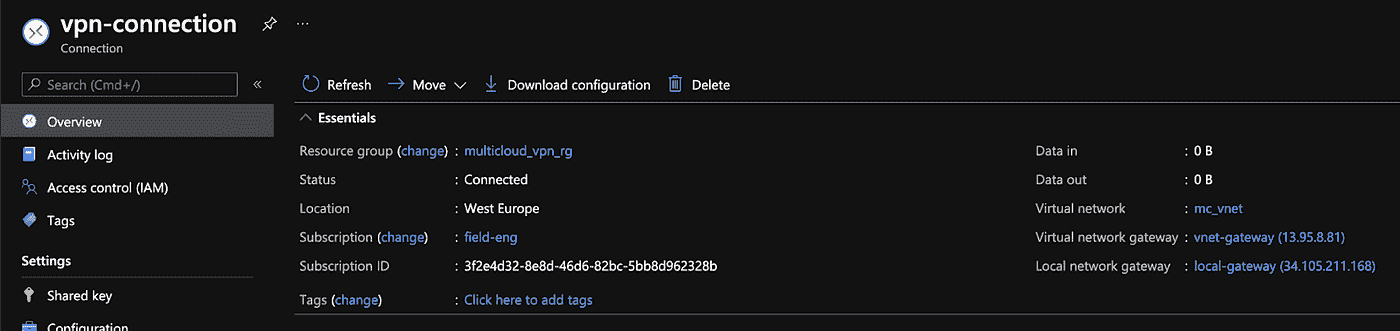 vpn-connection
...
Connection
Search (Cmd+/)
«
Refresh
Move
Download configuration
Delete
Overview
Activity log
Access control (IAM)
Tags
Settings
Shared key
Configuration
Essentials
Resource group (change) : multicloud_vpn_rg
Status : Connected
Location : West Europe
Subscription (change) : field-eng
Subscription ID : 3f2e4d32-8e8d-46d6-82bc-5bb8d962328b
Tags (change) : Click here to add tags
Data in : 0 B
Data out : 0 B
Virtual network : mc_vnet
Virtual network gateway : vnet-gateway (13.95.8.81)
Local network gateway : local-gateway (34.105.211.168)